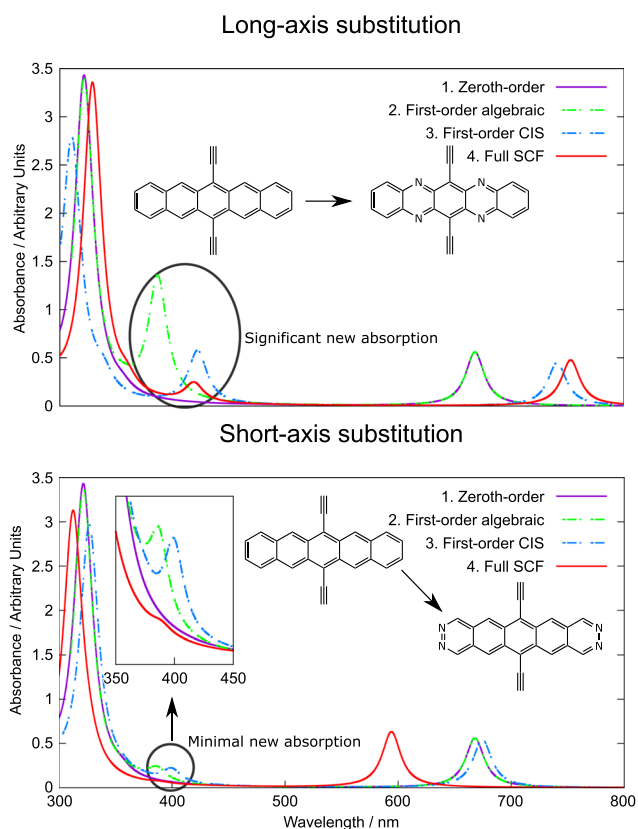 Long-axis substitution
3.5
3
2.5
2
1.5
1
0.5
0
Absorbance / Arbitrary Units
1. Zeroth-order
2. First-order algebraic
3. First-order CIS
4. Full SCF
N N
N N
Significant new absorption
Short-axis substitution
3.5
3
2.5
2
1.5
1
0.5
0
300 400 500 600 700 800
Absorbance / Arbitrary Units
Wavelength / nm
350 400 450
1. Zeroth-order
2. First-order algebraic
3. First-order CIS
4. Full SCF
N N
N N
Minimal new absorption